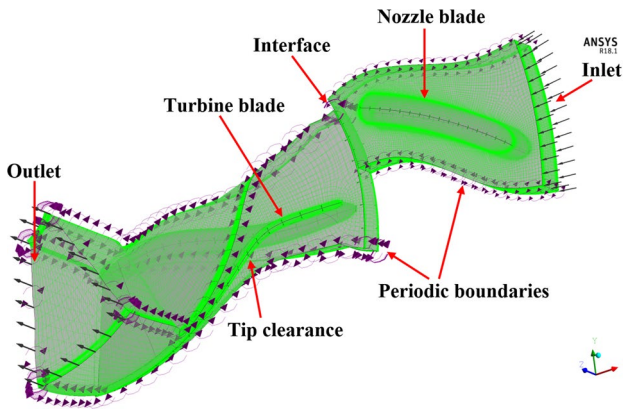 Nozzle blade
Interface
ANSYS
R18.1
Inlet
Turbine blade
Outlet
Periodic boundaries
Tip clearance
Y
Z